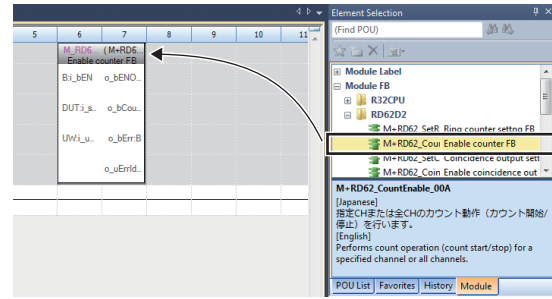 Element Selection
5 6 7 8 9 10 11
(Find POU)
M_RD6... (M+RD6...
Enable counter FB
B:i_bEN o_bENO...
DUT:i_s... o_bCou...
UW:i_u... o_bErr:B
o_uErrId...
Module Label
Module FB
R32CPU
RD62D2
M+RD62_SetR Ring counter settng FB
M+RD62_Cour Enable counter FB
M+RD62_SetC Coincidence output sett
M+RD62_Coin Enable coincidence out
M+RD62_CountEnable_00A
[Japanese]
指定CHまたは全CHのカウント動作（カウント開始/
停止）を行います。
[English]
Performs count operation (count start/stop) for a
specified channel or all channels.
POU List Favorites History Module